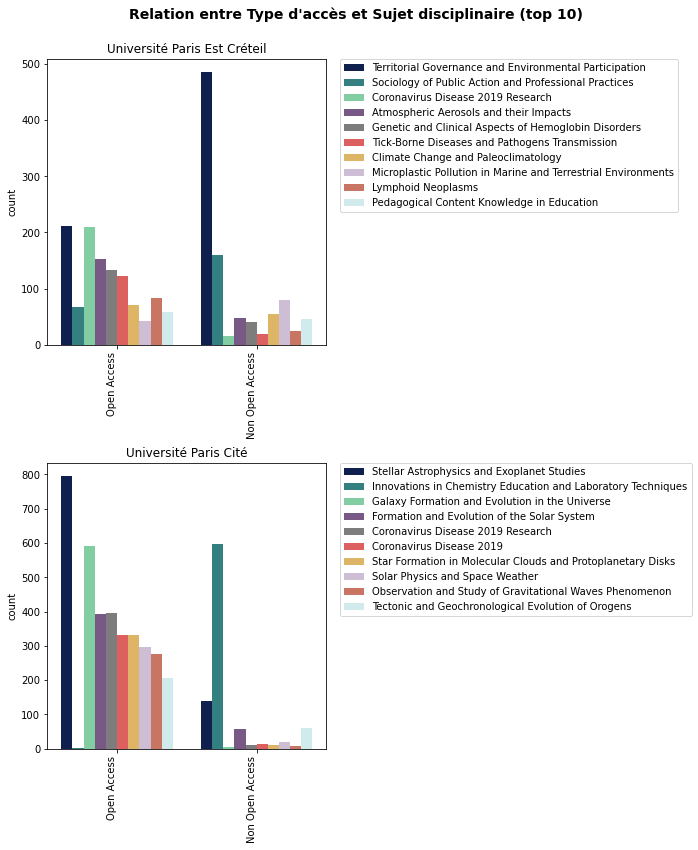 Relation entre Type d'accès et Sujet disciplinaire (top 10)
Université Paris Est Créteil
500
400
300
200
100
0
count
Open Access
Non Open Access
Territorial Governance and Environmental Participation
Sociology of Public Action and Professional Practices
Coronavirus Disease 2019 Research
Atmospheric Aerosols and their Impacts
Genetic and Clinical Aspects of Hemoglobin Disorders
Tick-Borne Diseases and Pathogens Transmission
Climate Change and Paleoclimatology
Microplastic Pollution in Marine and Terrestrial Environments
Lymphoid Neoplasms
Pedagogical Content Knowledge in Education
Université Paris Cité
800
700
600
500
400
300
200
100
0
count
Open Access
Non Open Access
Stellar Astrophysics and Exoplanet Studies
Innovations in Chemistry Education and Laboratory Techniques
Galaxy Formation and Evolution in the Universe
Formation and Evolution of the Solar System
Coronavirus Disease 2019 Research
Coronavirus Disease 2019
Star Formation in Molecular Clouds and Protoplanetary Disks
Solar Physics and Space Weather
Observation and Study of Gravitational Waves Phenomenon
Tectonic and Geochronological Evolution of Orogens